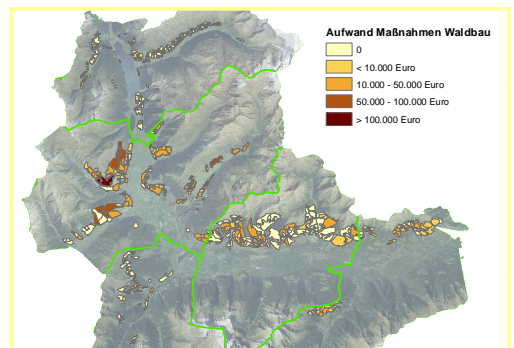 Aufwand Maßnahmen Waldbau
0
< 10.000 Euro
10.000 - 50.000 Euro
50.000 - 100.000 Euro
> 100.000 Euro